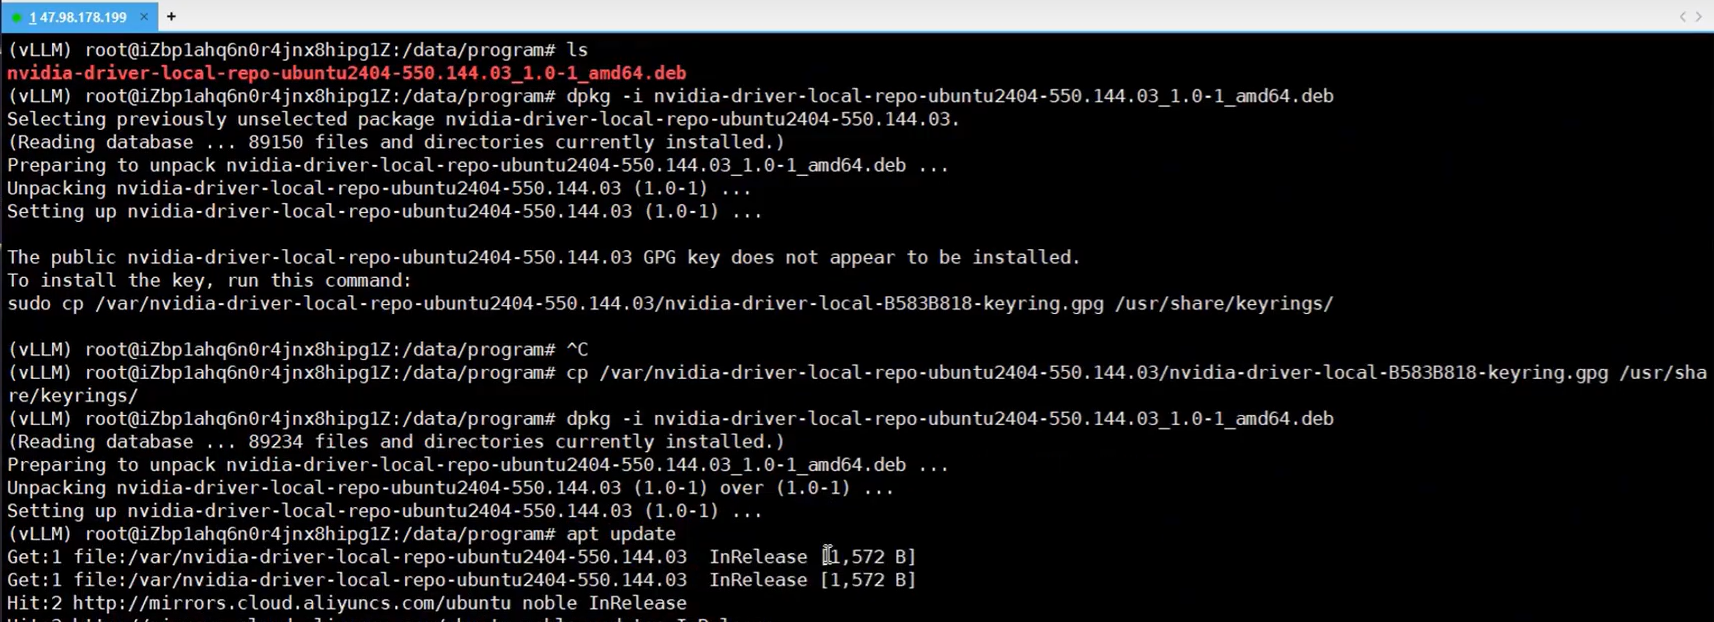 1 47.98.178.199 × + < >
(vLLM) root@iZbp1ahq6n0r4jnx8hipg1Z:/data/program# ls
nvidia-driver-local-repo-ubuntu2404-550.144.03_1.0-1_amd64.deb
(vLLM) root@iZbp1ahq6n0r4jnx8hipg1Z:/data/program# dpkg -i nvidia-driver-local-repo-ubuntu2404-550.144.03_1.0-1_amd64.deb
Selecting previously unselected package nvidia-driver-local-repo-ubuntu2404-550.144.03.
(Reading database ... 89150 files and directories currently installed.)
Preparing to unpack nvidia-driver-local-repo-ubuntu2404-550.144.03_1.0-1_amd64.deb ...
Unpacking nvidia-driver-local-repo-ubuntu2404-550.144.03 (1.0-1) ...
Setting up nvidia-driver-local-repo-ubuntu2404-550.144.03 (1.0-1) ...
The public nvidia-driver-local-repo-ubuntu2404-550.144.03 GPG key does not appear to be installed.
To install the key, run this command:
sudo cp /var/nvidia-driver-local-repo-ubuntu2404-550.144.03/nvidia-driver-local-B583B818-keyring.gpg /usr/share/keyrings/
(vLLM) root@iZbp1ahq6n0r4jnx8hipg1Z:/data/program# ^C
(vLLM) root@iZbp1ahq6n0r4jnx8hipg1Z:/data/program# cp /var/nvidia-driver-local-repo-ubuntu2404-550.144.03/nvidia-driver-local-B583B818-keyring.gpg /usr/sha
re/keyrings/
(vLLM) root@iZbp1ahq6n0r4jnx8hipg1Z:/data/program# dpkg -i nvidia-driver-local-repo-ubuntu2404-550.144.03_1.0-1_amd64.deb
(Reading database ... 89234 files and directories currently installed.)
Preparing to unpack nvidia-driver-local-repo-ubuntu2404-550.144.03_1.0-1_amd64.deb ...
Unpacking nvidia-driver-local-repo-ubuntu2404-550.144.03 (1.0-1) over (1.0-1) ...
Setting up nvidia-driver-local-repo-ubuntu2404-550.144.03 (1.0-1) ...
(vLLM) root@iZbp1ahq6n0r4jnx8hipg1Z:/data/program# apt update
Get:1 file:/var/nvidia-driver-local-repo-ubuntu2404-550.144.03 InRelease [1,572 B]
Get:1 file:/var/nvidia-driver-local-repo-ubuntu2404-550.144.03 InRelease [1,572 B]
Hit:2 http://mirrors.cloud.aliyuncs.com/ubuntu noble InRelease